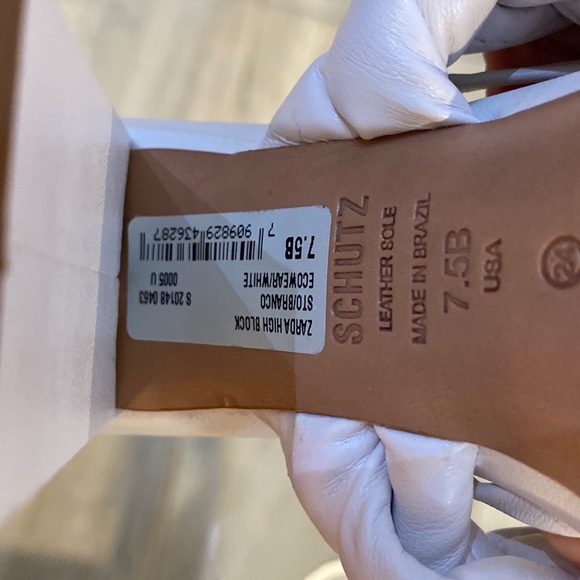 ZARDA HIGH BLOCK
STO/BRANCO
ECOWEAR/WHITE
7.5B
S 20148 0463
0005 U
7 909829 436287
SCHUTZ
LEATHER SOLE
MADE IN BRAZIL
7.5B
USA
24